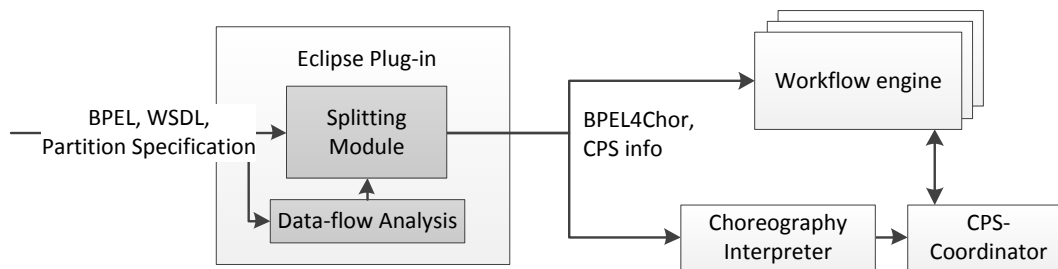 Eclipse Plug-in
BPEL, WSDL,
Partition Specification
Splitting
Module
Data-flow Analysis
BPEL4Chor,
CPS info
Workflow engine
Choreography
Interpreter
CPS-
Coordinator